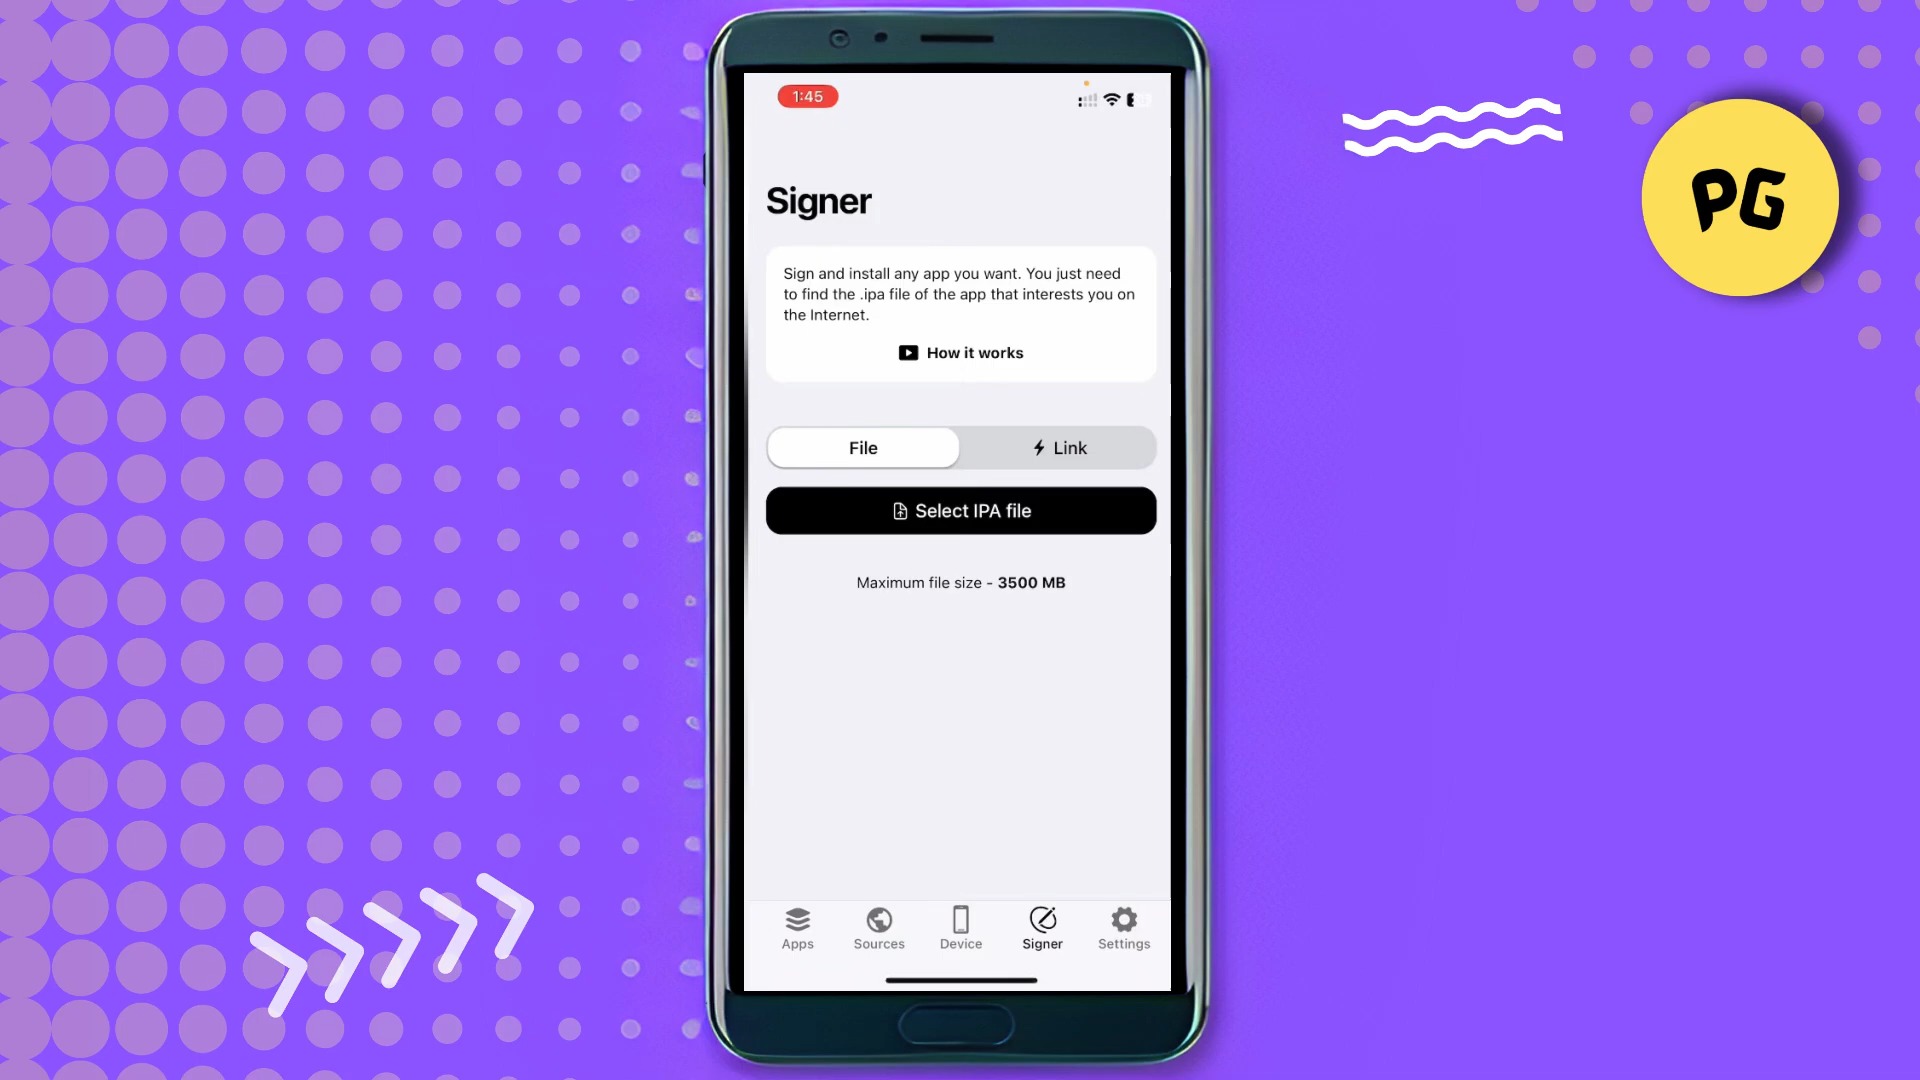 PG
1:45
Signer
Sign and install any app you want. You just need
to find the .ipa file of the app that interests you on
the Internet.
How it works
File
Link
Select IPA file
Maximum file size - 3500 MB
Apps
Sources
Device
Signer
Settings